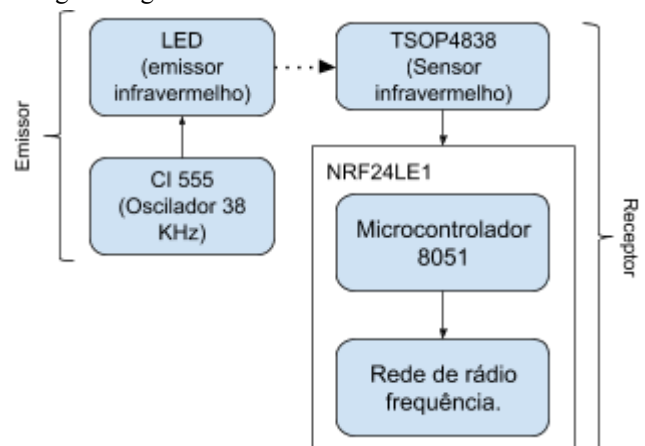 Emissor
LED
(emissor
infravermelho)
CI 555
(Oscilador 38
KHz)
TSOP4838
(Sensor
infravermelho)
NRF24LE1
Microcontrolador
8051
Rede de rádio
frequência.
Receptor